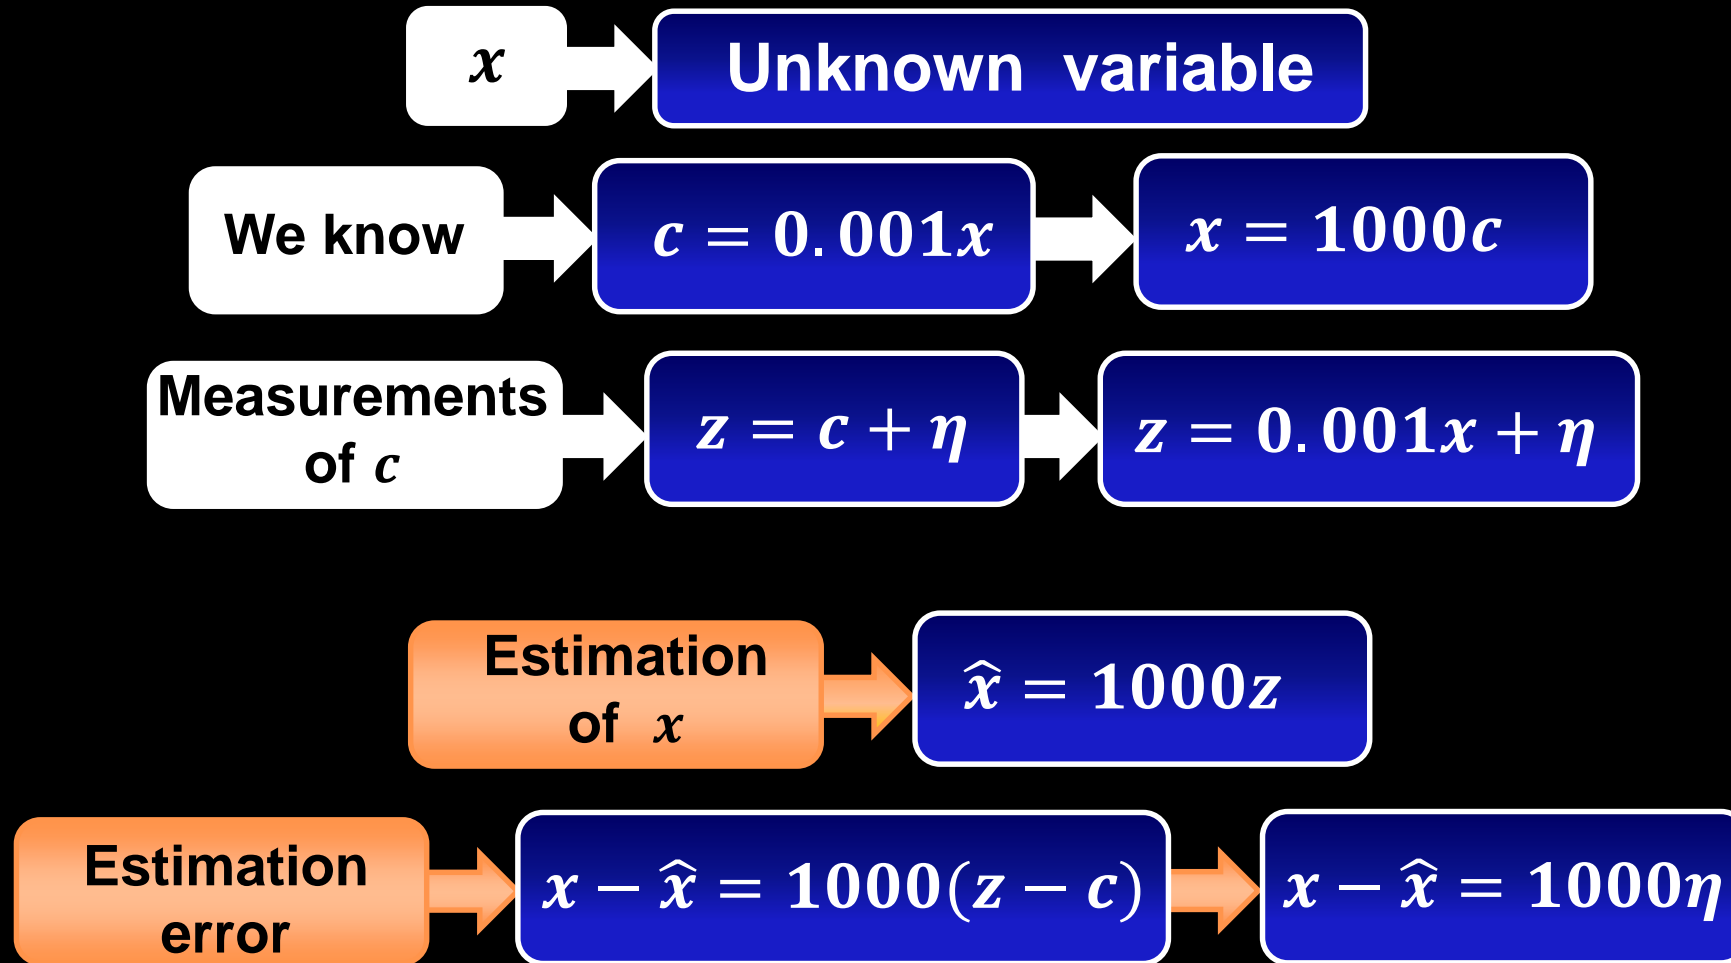 x
Unknown variable
We know
c = 0.001x
x = 1000c
Measurements
of c
z = c + η
z = 0.001x + η
Estimation
of x
x̂ = 1000z
Estimation
error
x − x̂ = 1000(z − c)
x − x̂ = 1000η